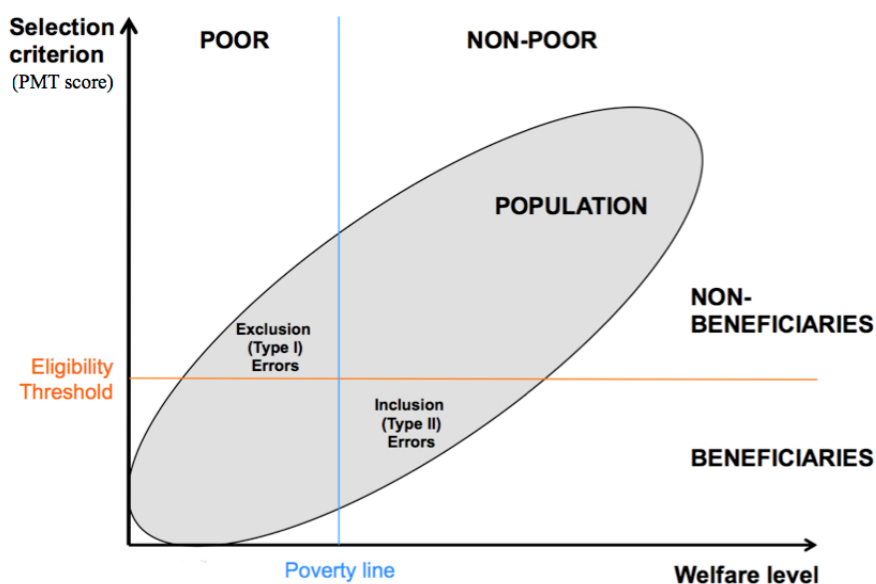 Selection
criterion
(PMT score)
POOR
NON-POOR
POPULATION
NON-
BENEFICIARIES
Exclusion
(Type I)
Errors
Eligibility
Threshold
Inclusion
(Type II)
Errors
BENEFICIARIES
Poverty line
Welfare level